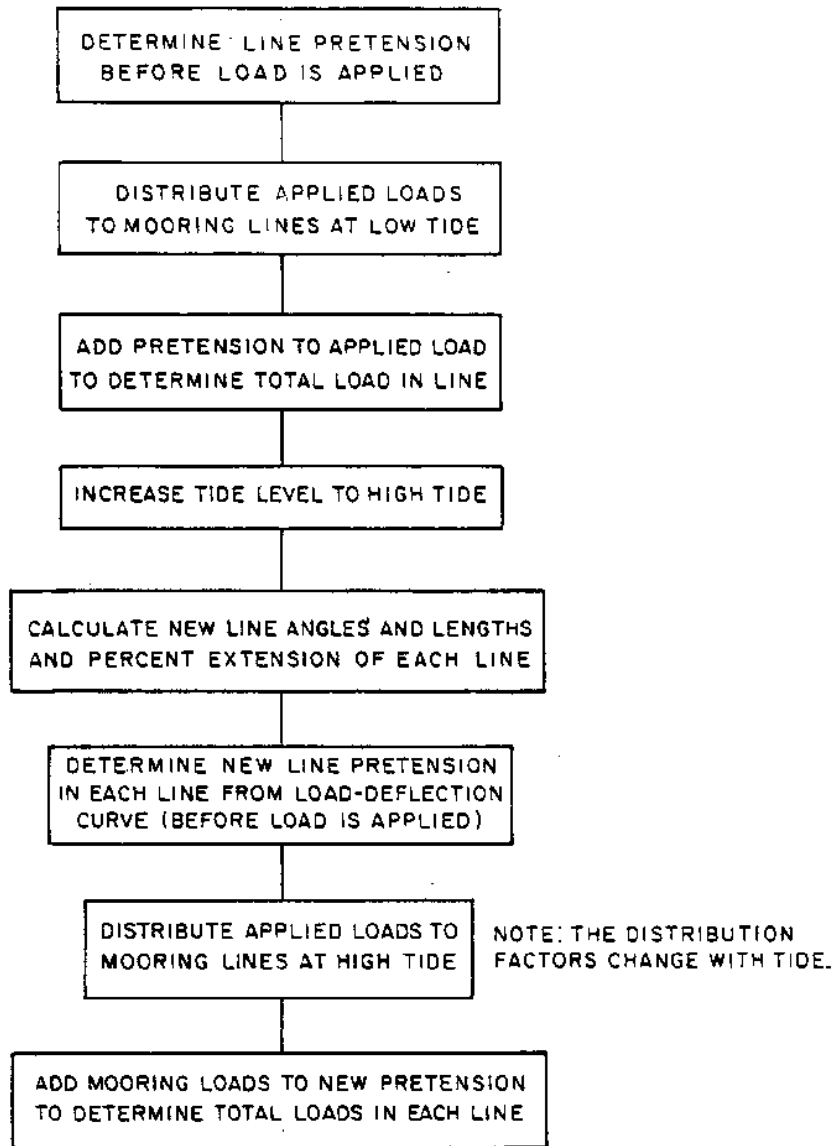 DETERMINE LINE PRETENSION
BEFORE LOAD IS APPLIED
DISTRIBUTE APPLIED LOADS
TO MOORING LINES AT LOW TIDE
ADD PRETENSION TO APPLIED LOAD
TO DETERMINE TOTAL LOAD IN LINE
INCREASE TIDE LEVEL TO HIGH TIDE
CALCULATE NEW LINE ANGLES AND LENGTHS
AND PERCENT EXTENSION OF EACH LINE
DETERMINE NEW LINE PRETENSION
IN EACH LINE FROM LOAD-DEFLECTION
CURVE (BEFORE LOAD IS APPLIED)
DISTRIBUTE APPLIED LOADS TO
MOORING LINES AT HIGH TIDE
NOTE: THE DISTRIBUTION
FACTORS CHANGE WITH TIDE.
ADD MOORING LOADS TO NEW PRETENSION
TO DETERMINE TOTAL LOADS IN EACH LINE